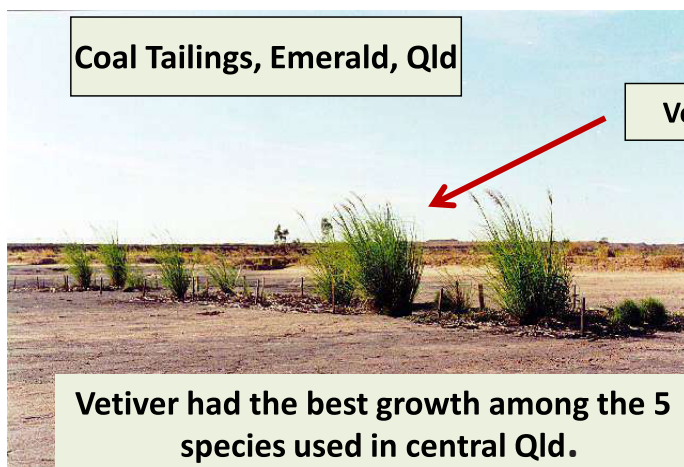 Coal Tailings, Emerald, Qld
Vetiver had the best growth among the 5
species used in central Qld.